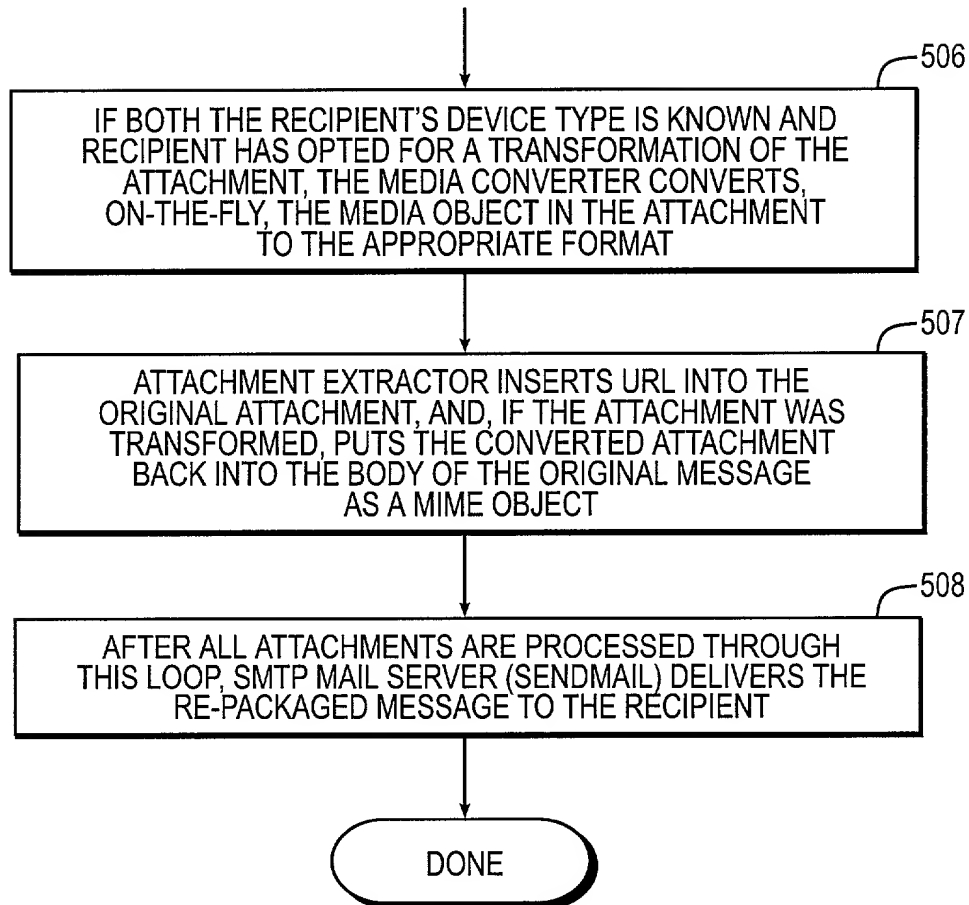 506
IF BOTH THE RECIPIENT'S DEVICE TYPE IS KNOWN AND
RECIPIENT HAS OPTED FOR A TRANSFORMATION OF THE
ATTACHMENT, THE MEDIA CONVERTER CONVERTS,
ON-THE-FLY, THE MEDIA OBJECT IN THE ATTACHMENT
TO THE APPROPRIATE FORMAT
507
ATTACHMENT EXTRACTOR INSERTS URL INTO THE
ORIGINAL ATTACHMENT, AND, IF THE ATTACHMENT WAS
TRANSFORMED, PUTS THE CONVERTED ATTACHMENT
BACK INTO THE BODY OF THE ORIGINAL MESSAGE
AS A MIME OBJECT
508
AFTER ALL ATTACHMENTS ARE PROCESSED THROUGH
THIS LOOP, SMTP MAIL SERVER (SENDMAIL) DELIVERS THE
RE-PACKAGED MESSAGE TO THE RECIPIENT
DONE